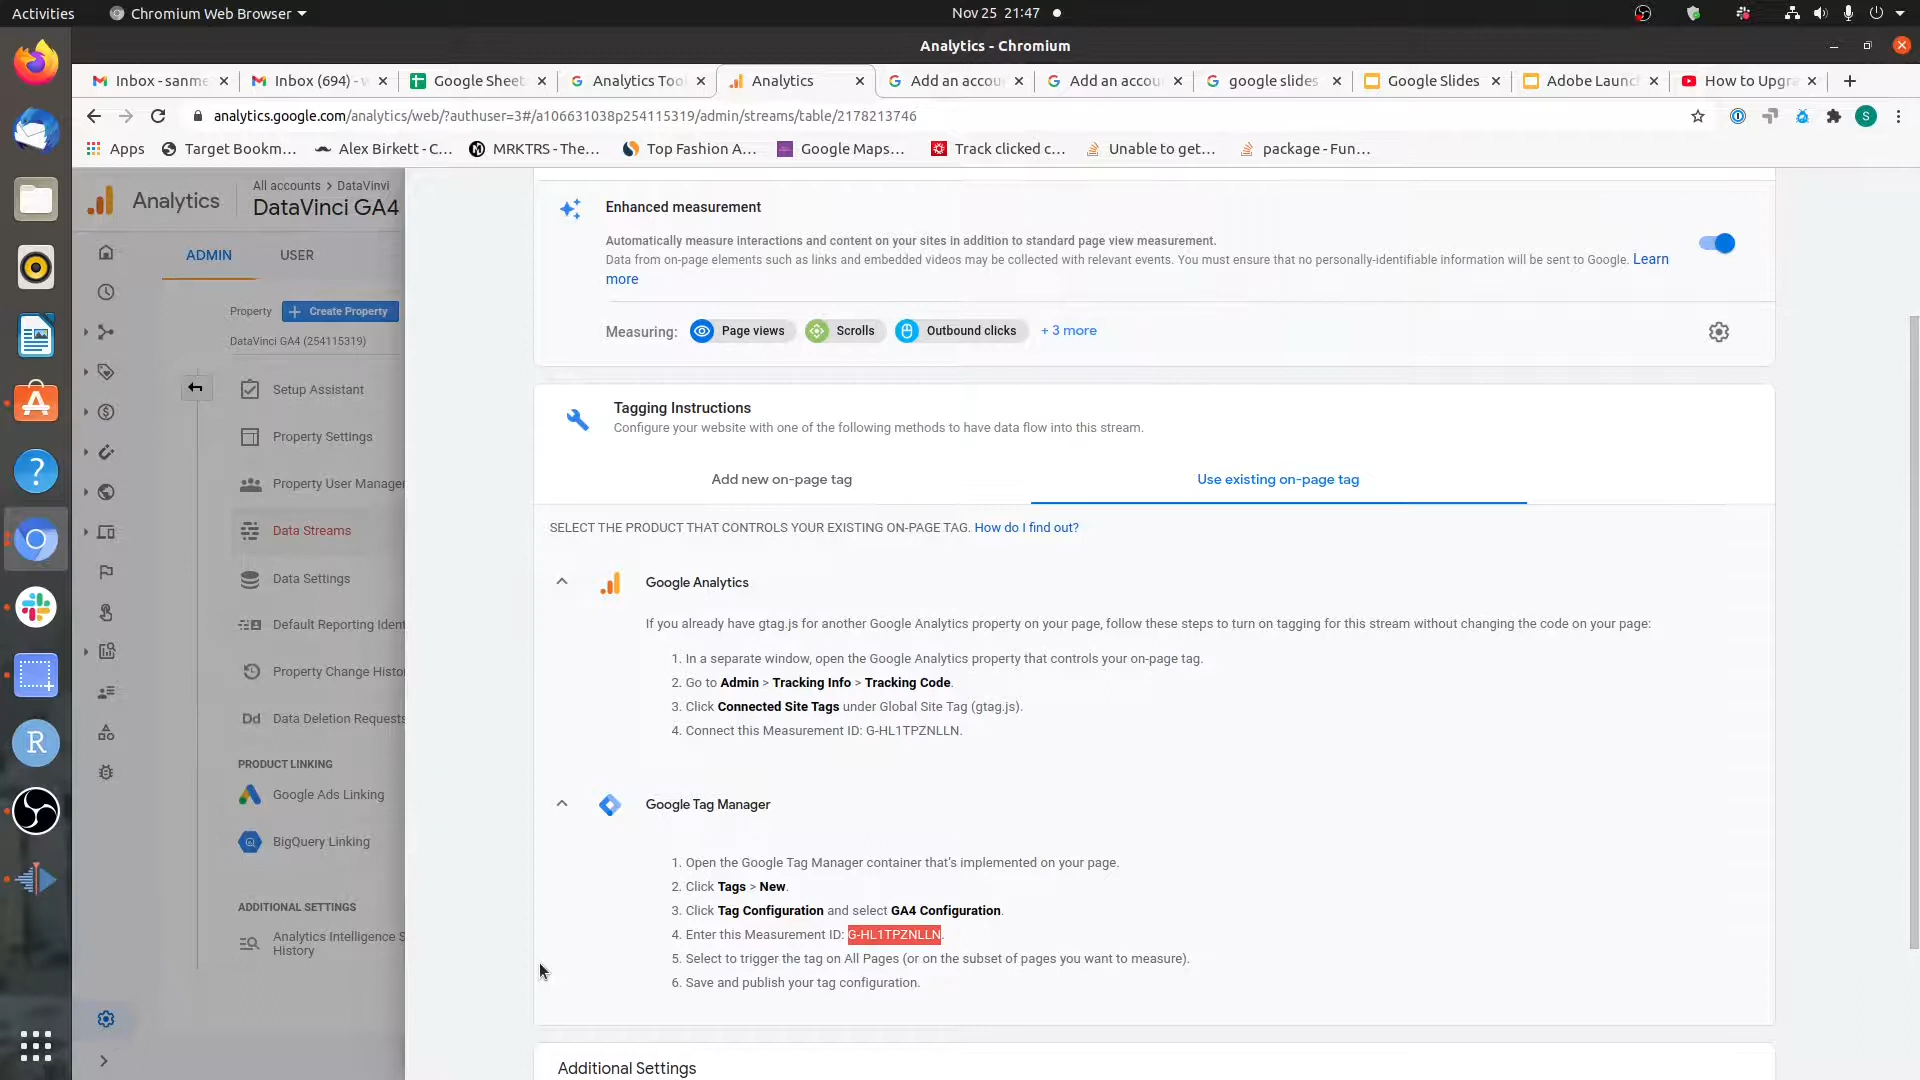 Activities
Chromium Web Browser
Nov 25 21:47
Analytics - Chromium
Inbox - sanme
Inbox (694) - w
Google Sheet
Analytics Too
Analytics
Add an accou
Add an accou
google slides
Google Slides
Adobe Launc
How to Upgra
analytics.google.com/analytics/web/?authuser=3#/a106631038p254115319/admin/streams/table/2178213746
S
Apps
Target Bookm...
Alex Birkett - C...
MRKTRS - The...
Top Fashion A...
Google Maps...
Track clicked c...
Unable to get...
package - Fun...
Analytics
All accounts > DataVinvi
DataVinci GA4
ADMIN
USER
Property
Create Property
DataVinci GA4 (254115319)
Setup Assistant
Property Settings
Property User Manager
Data Streams
Data Settings
Default Reporting Ident
Property Change Histo
Dd Data Deletion Requests
PRODUCT LINKING
Google Ads Linking
BigQuery Linking
ADDITIONAL SETTINGS
Analytics Intelligence S
History
Enhanced measurement
Automatically measure interactions and content on your sites in addition to standard page view measurement.
Data from on-page elements such as links and embedded videos may be collected with relevant events. You must ensure that no personally-identifiable information will be sent to Google. Learn
more
Measuring:
Page views
Scrolls
Outbound clicks
+ 3 more
Tagging Instructions
Configure your website with one of the following methods to have data flow into this stream.
Add new on-page tag
Use existing on-page tag
SELECT THE PRODUCT THAT CONTROLS YOUR EXISTING ON-PAGE TAG. How do I find out?
Google Analytics
If you already have gtag.js for another Google Analytics property on your page, follow these steps to turn on tagging for this stream without changing the code on your page:
1. In a separate window, open the Google Analytics property that controls your on-page tag.
2. Go to Admin > Tracking Info > Tracking Code.
3. Click Connected Site Tags under Global Site Tag (gtag.js).
4. Connect this Measurement ID: G-HL1TPZNLLN.
Google Tag Manager
1. Open the Google Tag Manager container that's implemented on your page.
2. Click Tags > New.
3. Click Tag Configuration and select GA4 Configuration.
4. Enter this Measurement ID: G-HL1TPZNLLN.
5. Select to trigger the tag on All Pages (or on the subset of pages you want to measure).
6. Save and publish your tag configuration.
Additional Settings